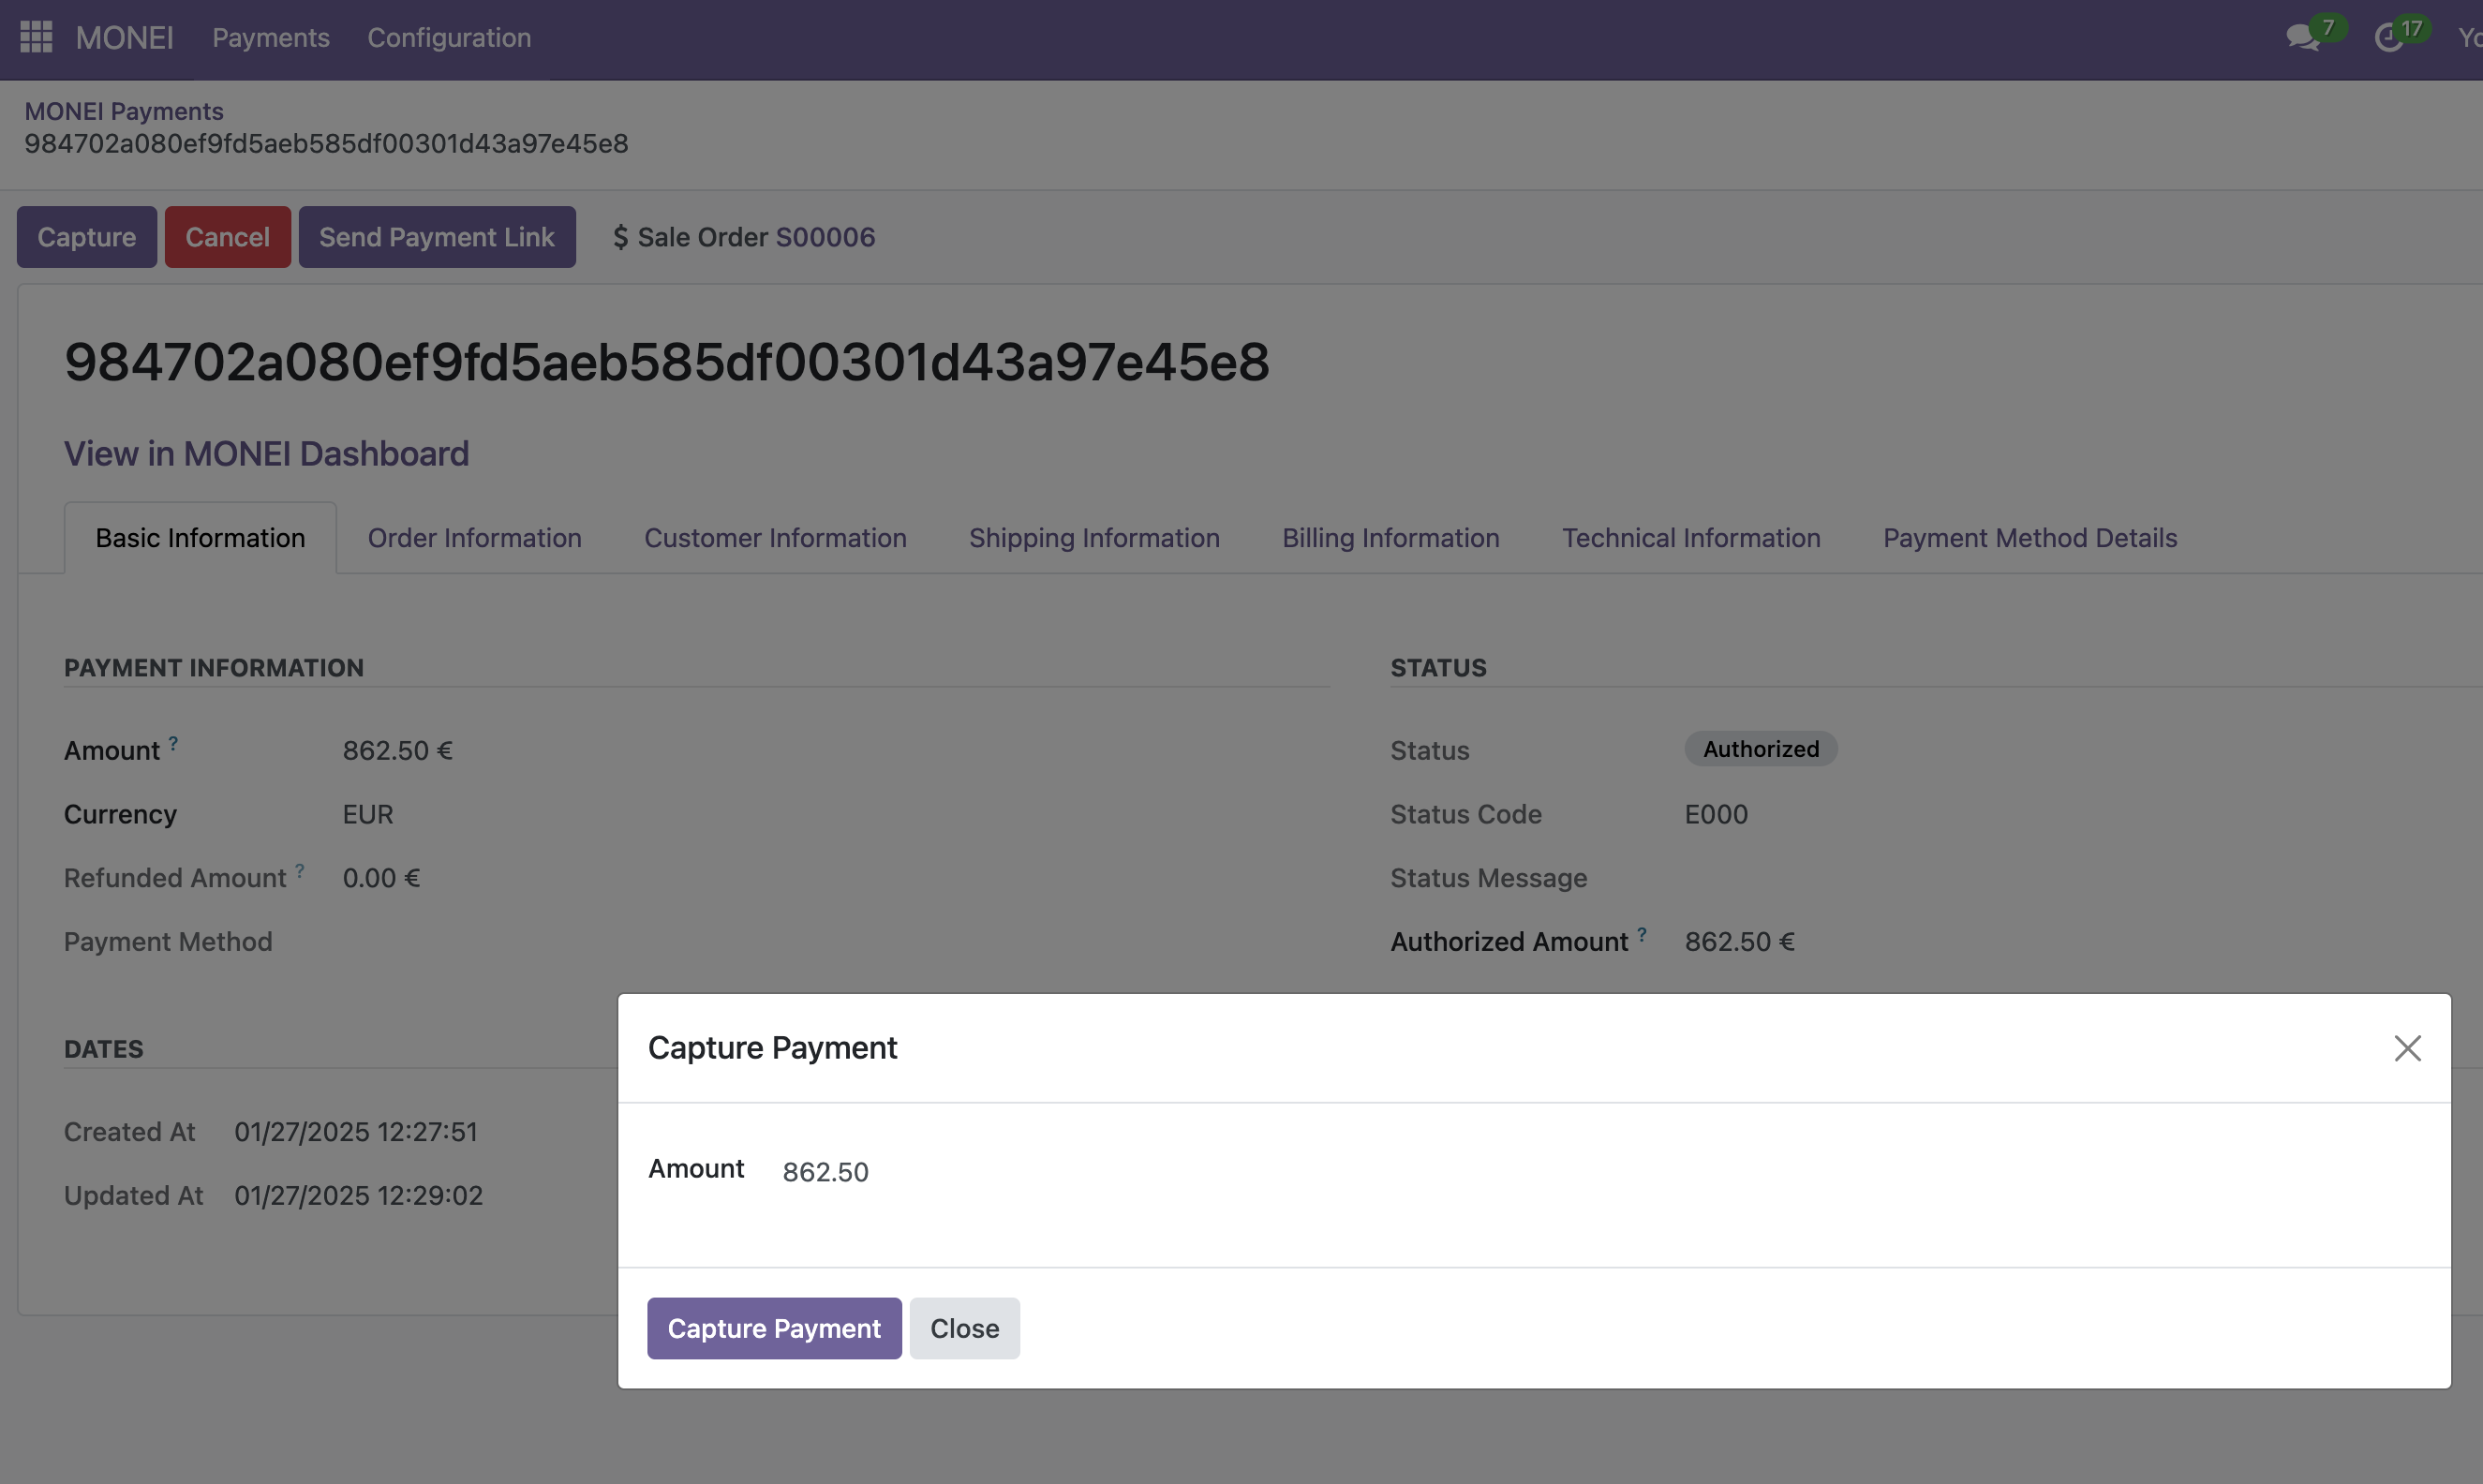 MONEI Payments Configuration 7 17
MONEI Payments
984702a080ef9fd5aeb585df00301d43a97e45e8
Capture Cancel Send Payment Link $ Sale Order S00006
984702a080ef9fd5aeb585df00301d43a97e45e8
View in MONEI Dashboard
Basic Information Order Information Customer Information Shipping Information Billing Information Technical Information Payment Method Details
PAYMENT INFORMATION
Amount ? 862.50 €
Currency EUR
Refunded Amount ? 0.00 €
Payment Method
STATUS
Status Authorized
Status Code E000
Status Message
Authorized Amount ? 862.50 €
DATES
Created At 01/27/2025 12:27:51
Updated At 01/27/2025 12:29:02
Capture Payment
Amount 862.50
Capture Payment Close